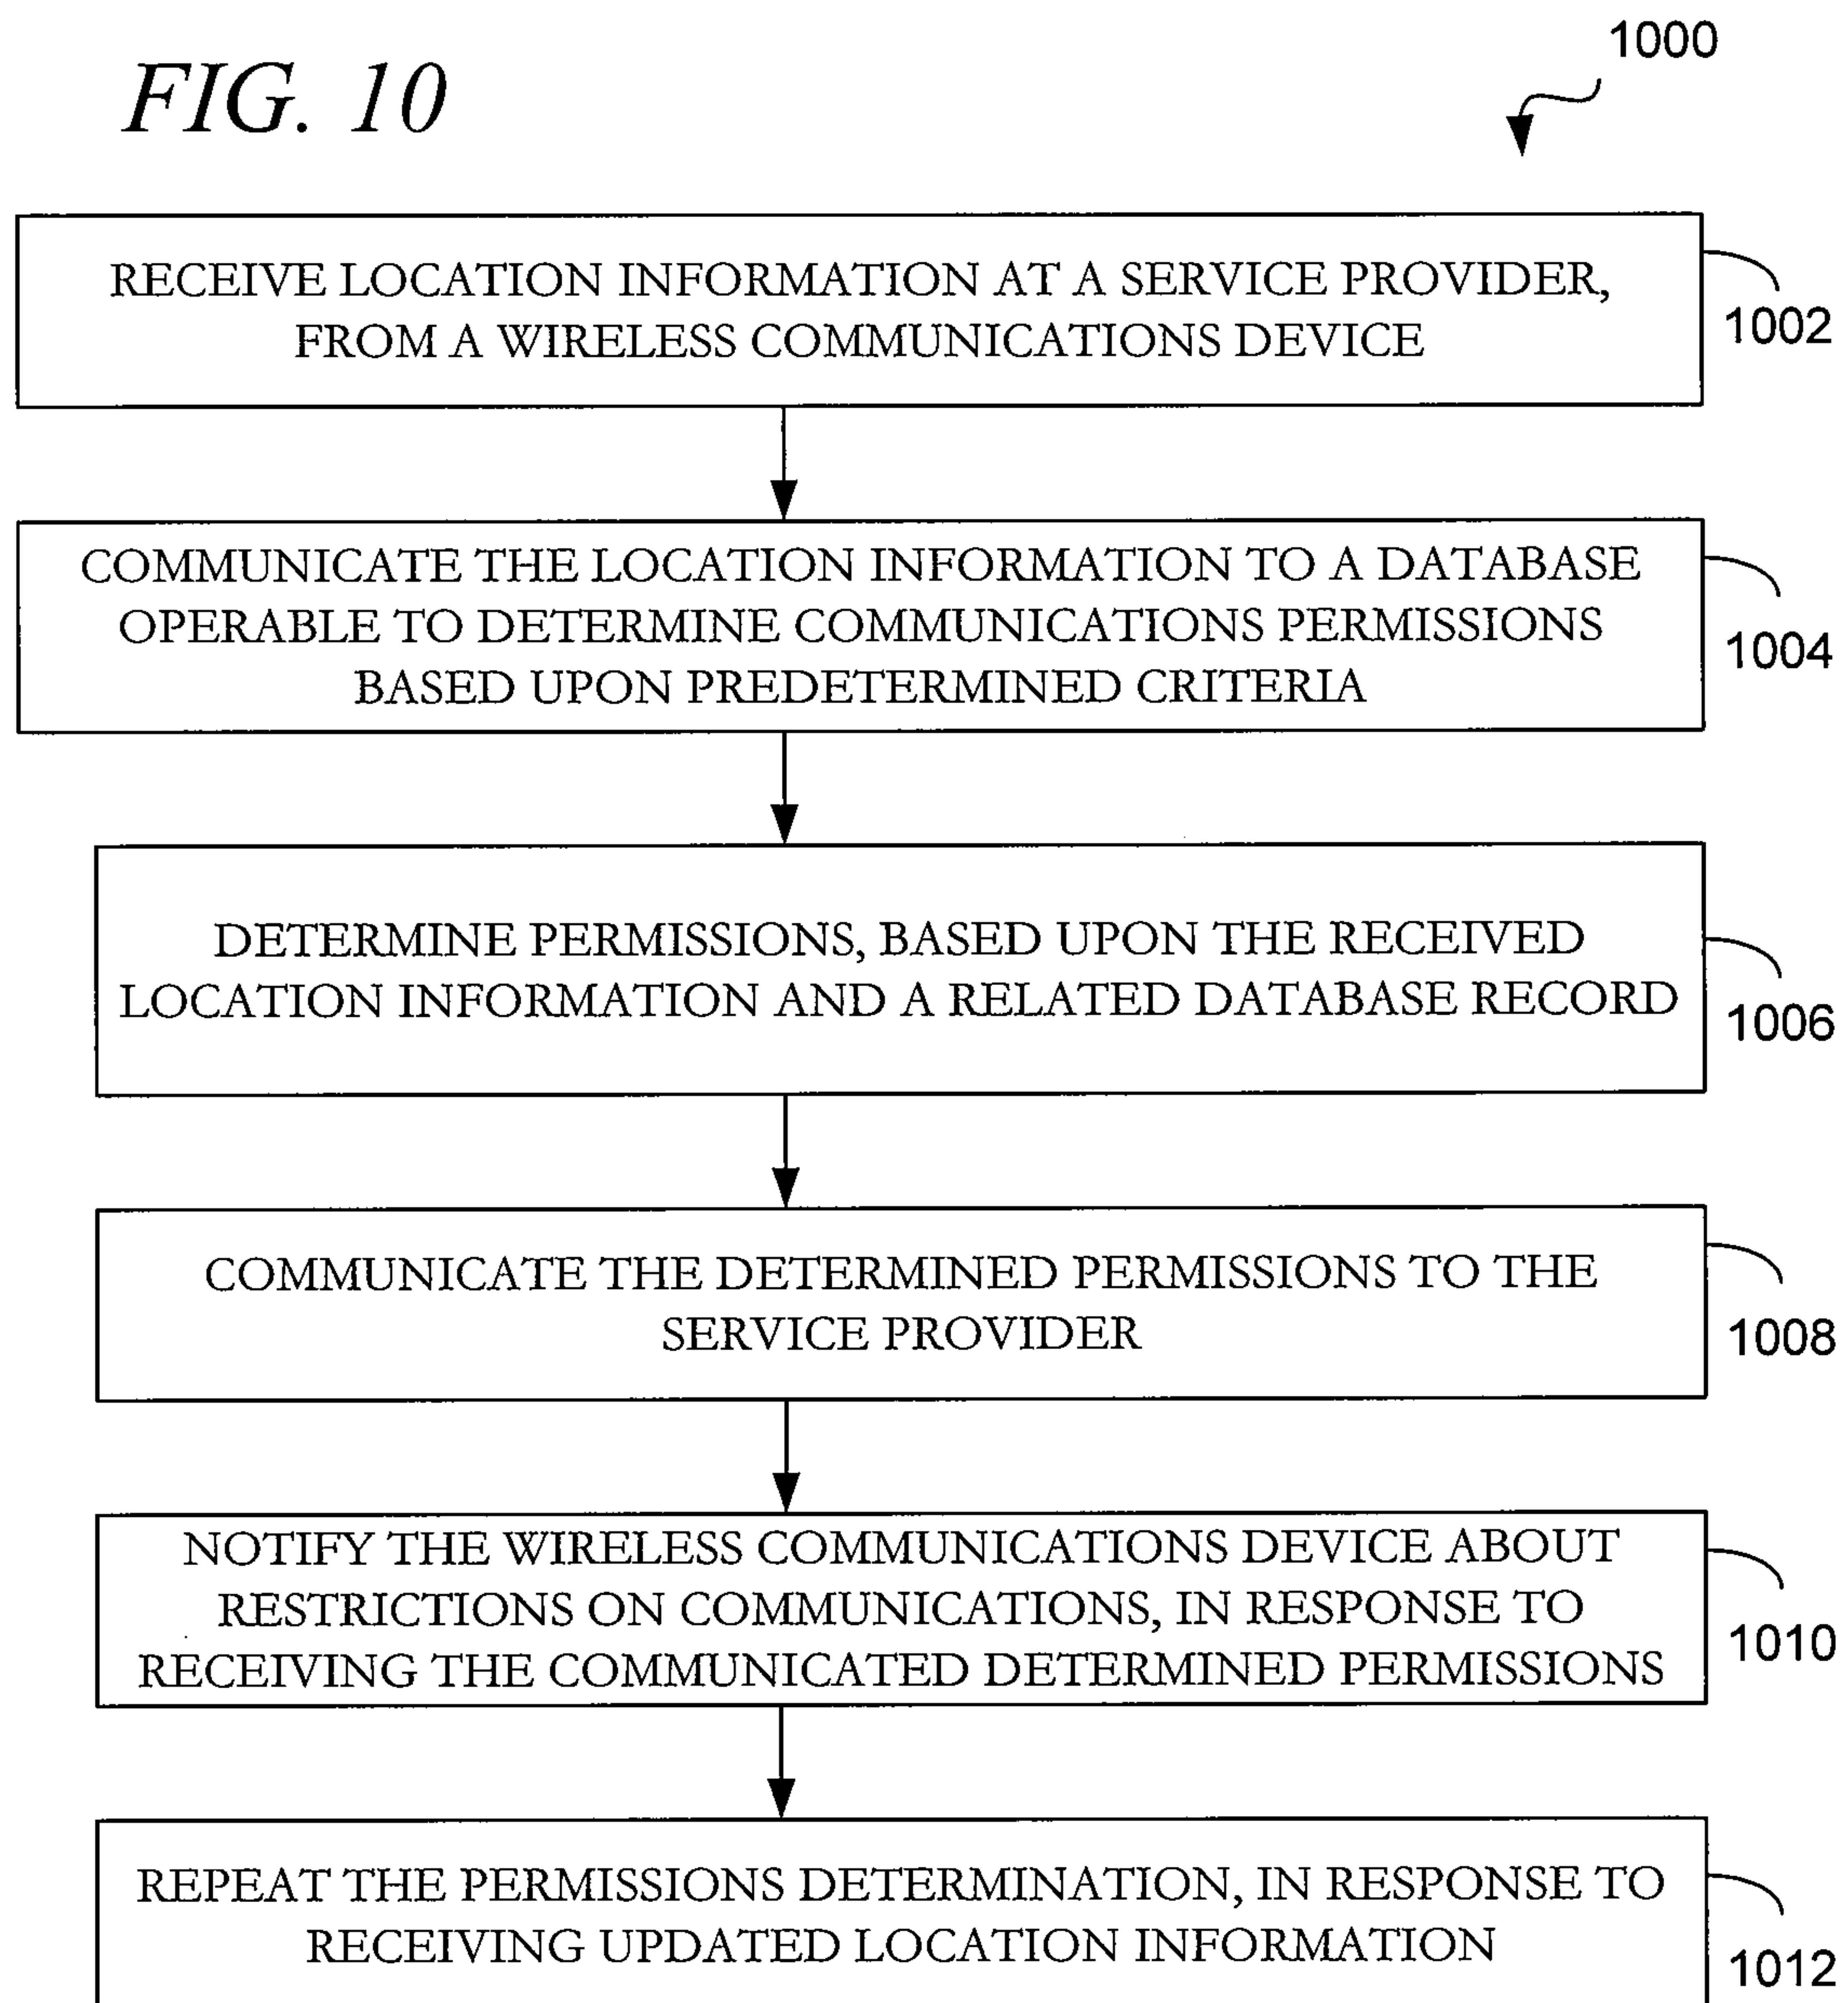 FIG. 10
1000
RECEIVE LOCATION INFORMATION AT A SERVICE PROVIDER,
FROM A WIRELESS COMMUNICATIONS DEVICE
1002
COMMUNICATE THE LOCATION INFORMATION TO A DATABASE
OPERABLE TO DETERMINE COMMUNICATIONS PERMISSIONS
BASED UPON PREDETERMINED CRITERIA
1004
DETERMINE PERMISSIONS, BASED UPON THE RECEIVED
LOCATION INFORMATION AND A RELATED DATABASE RECORD
1006
COMMUNICATE THE DETERMINED PERMISSIONS TO THE
SERVICE PROVIDER
1008
NOTIFY THE WIRELESS COMMUNICATIONS DEVICE ABOUT
RESTRICTIONS ON COMMUNICATIONS, IN RESPONSE TO
RECEIVING THE COMMUNICATED DETERMINED PERMISSIONS
1010
REPEAT THE PERMISSIONS DETERMINATION, IN RESPONSE TO
RECEIVING UPDATED LOCATION INFORMATION
1012